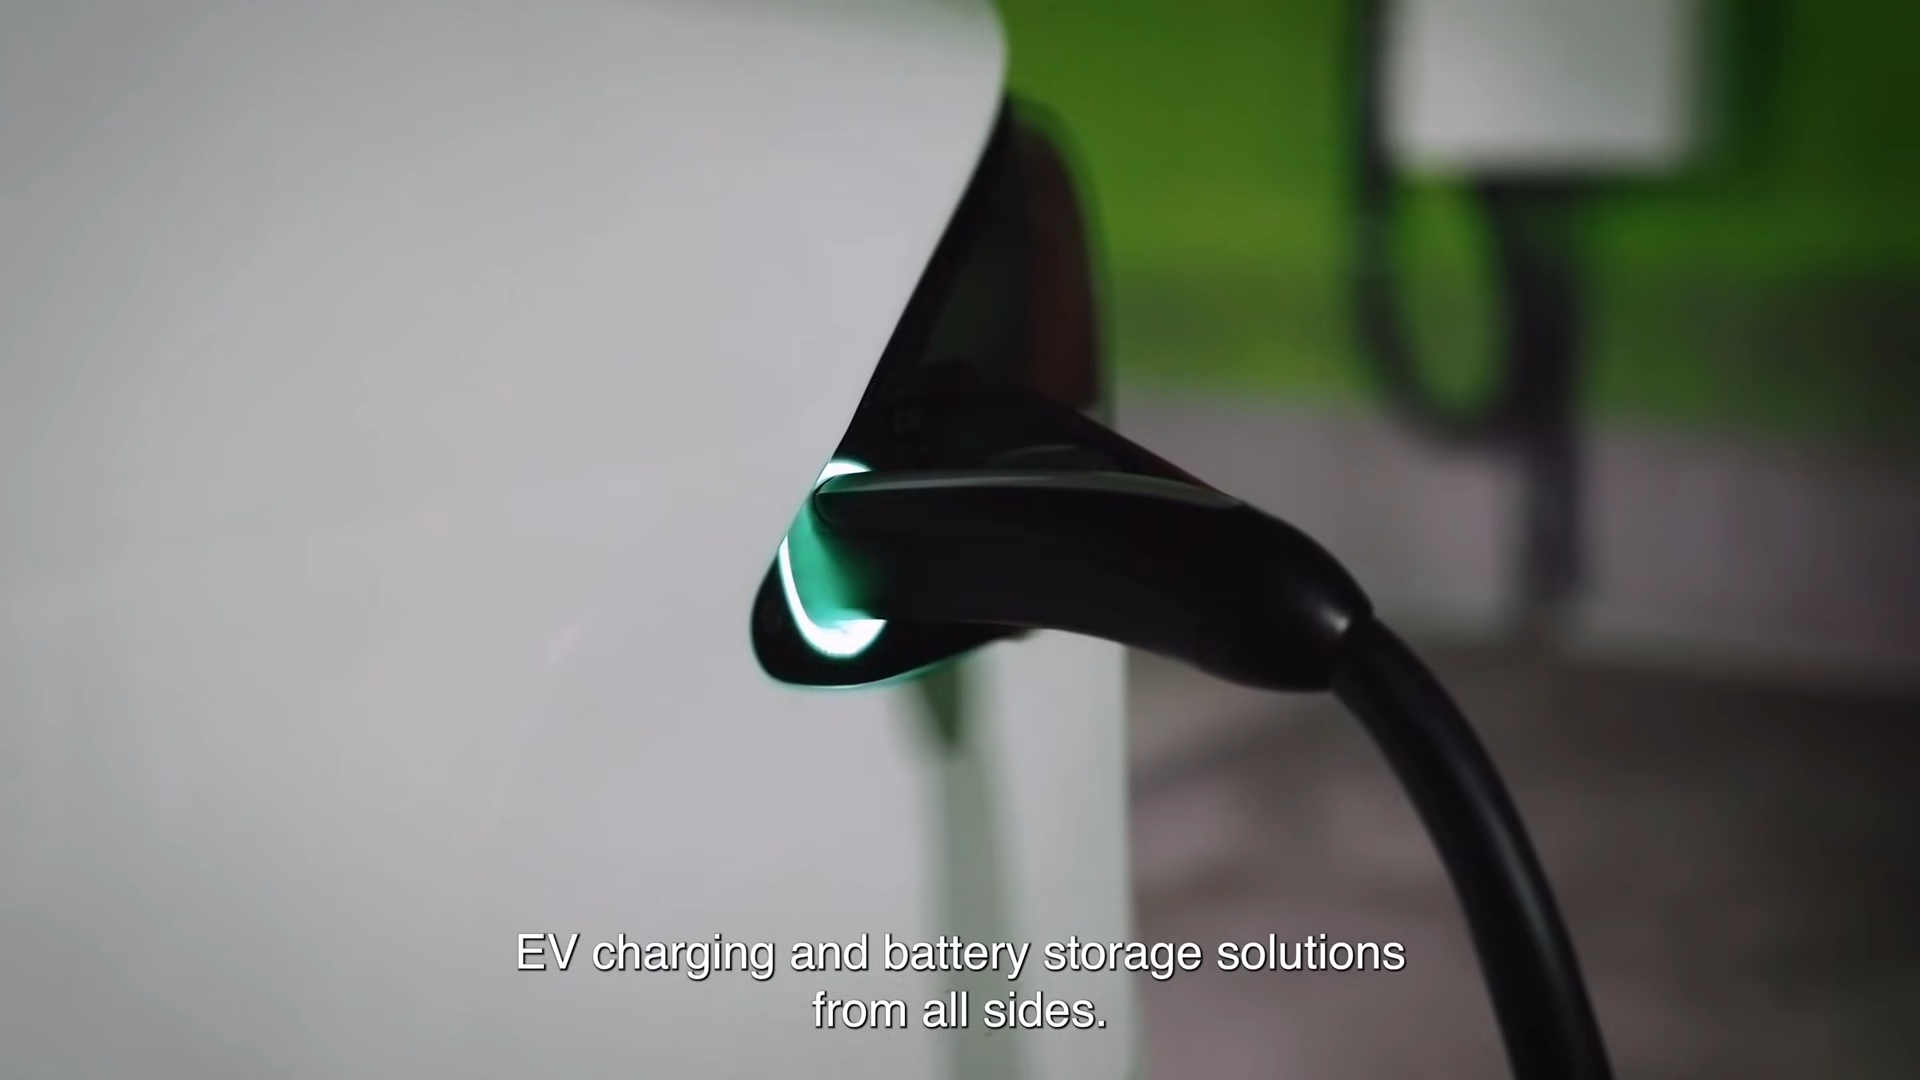 EV charging and battery storage solutions
from all sides.